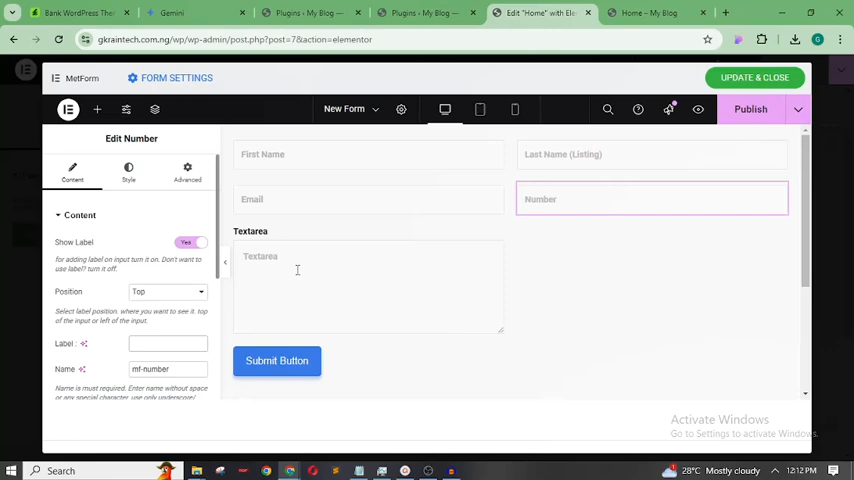 Bank WordPress Them
Gemini
Plugins ‹ My Blog —
Plugins ‹ My Blog —
Edit "Home" with Ele
Home – My Blog
gkraintech.com.ng/wp/wp-admin/post.php?post=7&action=elementor
MetForm
FORM SETTINGS
UPDATE & CLOSE
New Form
Publish
Edit Number
Content
Style
Advanced
Content
Show Label
Yes
for adding label on input turn it on. Don't want to
use label? turn it off.
Position
Top
Select label position. where you want to see it. top
of the input or left of the input.
Label :
Name
mf-number
Name is must required. Enter name without space
or any special character. use only underscore/
First Name
Last Name (Listing)
Email
Number
Textarea
Textarea
Submit Button
Activate Windows
Go to Settings to activate Windows.
Search
28°C Mostly cloudy
12:12 PM